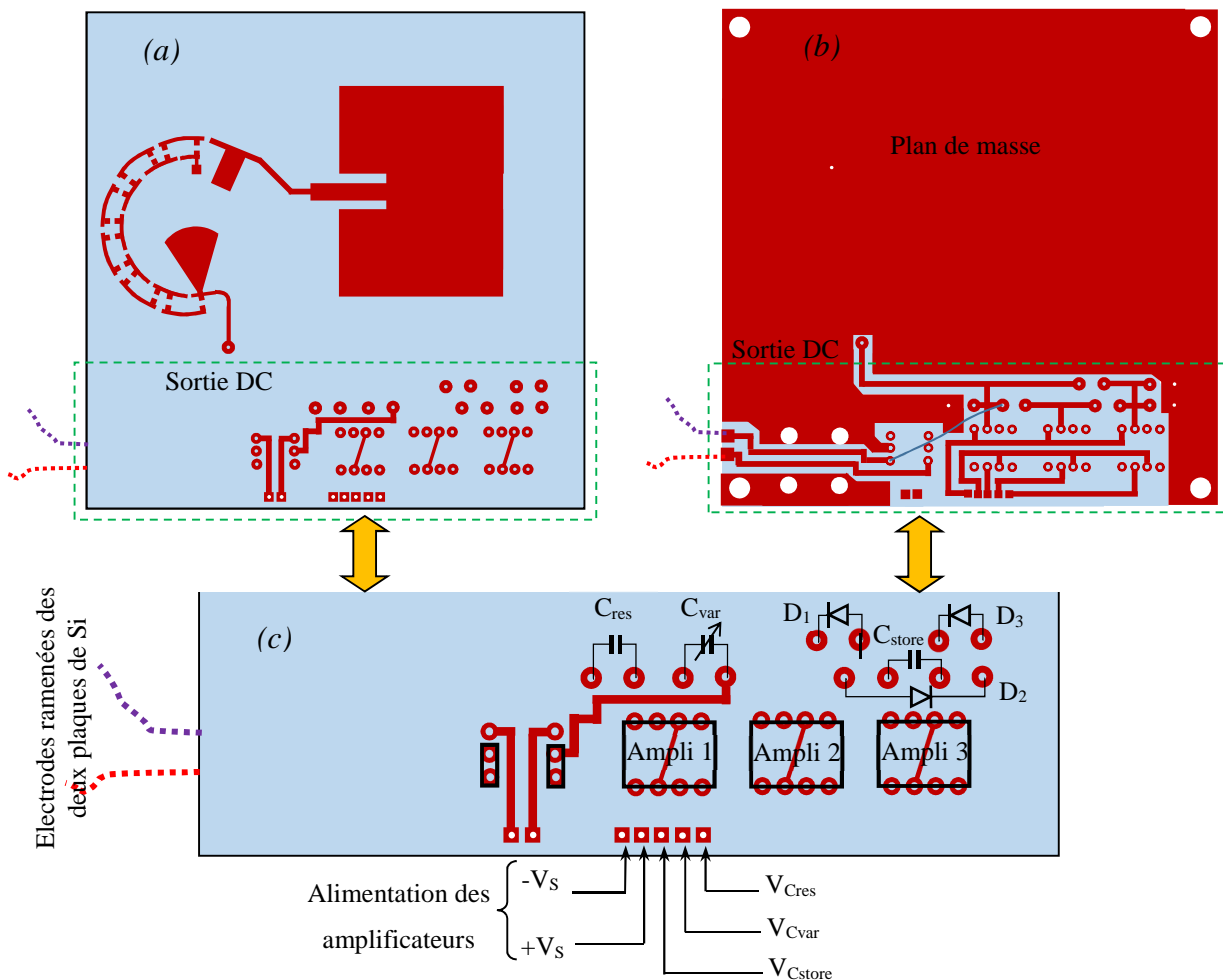 (a)
(b)
Plan de masse
Sortie DC
Sortie DC
Electrodes ramenées des
deux plaques de Si
(c)
Cres
Cvar
D1
Cstore
D3
D2
Ampli 1
Ampli 2
Ampli 3
Alimentation des
amplificateurs
-VS
+VS
VCres
VCvar
VCstore